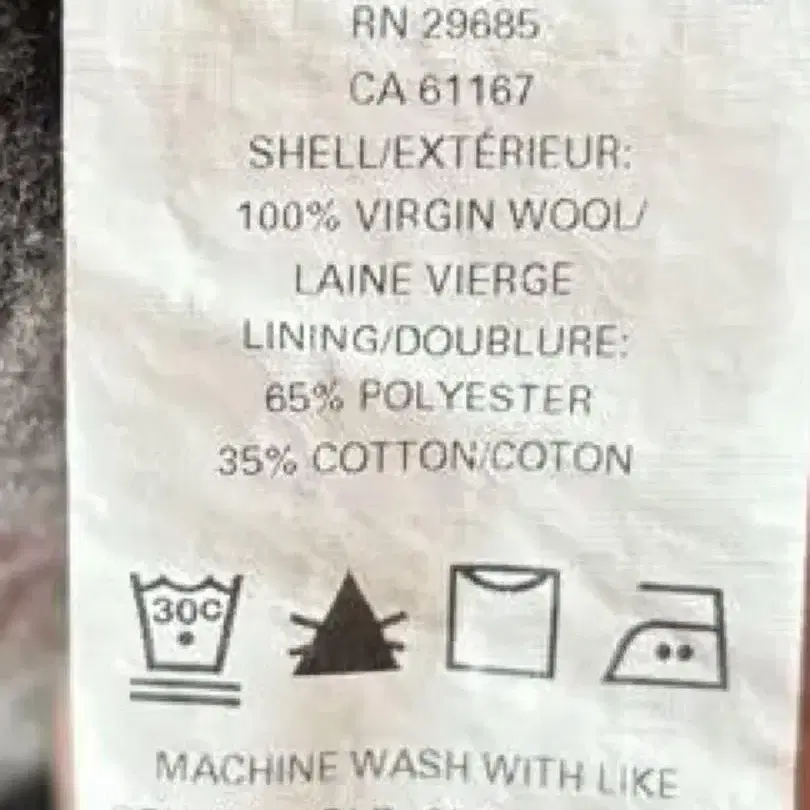 RN 29685
CA 61167
SHELL/EXTÉRIEUR:
100% VIRGIN WOOL/
LAINE VIERGE
LINING/DOUBLURE:
65% POLYESTER
35% COTTON/COTON
30C
MACHINE WASH WITH LIKE